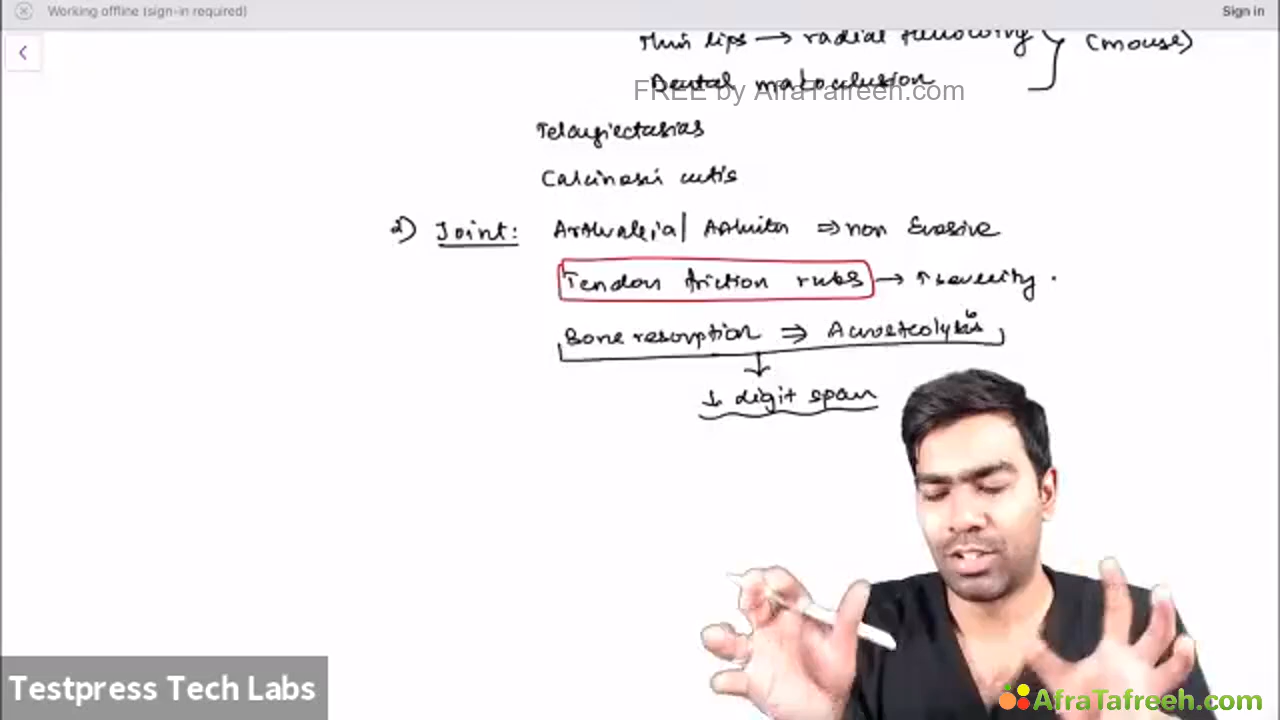 Working offline (sign-in required)
Sign in
Thin lips → radial furrowing (mouse)
Dental malocclusion
FREE by AfraTafreeh.com
Telangiectasias
Calcinosis cutis
2) Joint: Arthralgia| Arthritis ⇒ non Erosive
Tendon friction rubs → ↑ severity.
Bone resorption ⇒ Acroosteolysis
↓ digit span
Testpress Tech Labs
AfraTafreeh.com